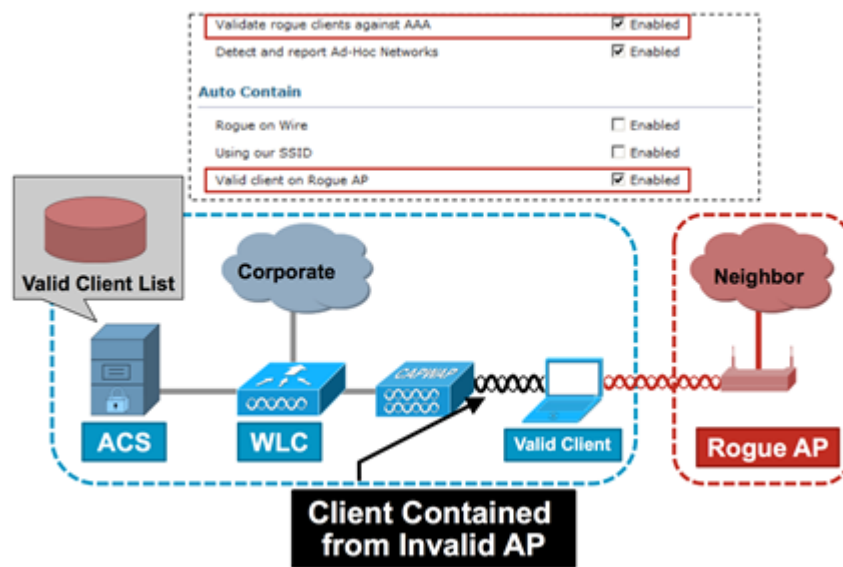 Validate rogue clients against AAA Enabled
Detect and report Ad-Hoc Networks Enabled
Auto Contain
Rogue on Wire Enabled
Using our SSID Enabled
Valid client on Rogue AP Enabled
Valid Client List
Corporate
Neighbor
CAPWAP
ACS
WLC
Valid Client
Rogue AP
Client Contained
from Invalid AP